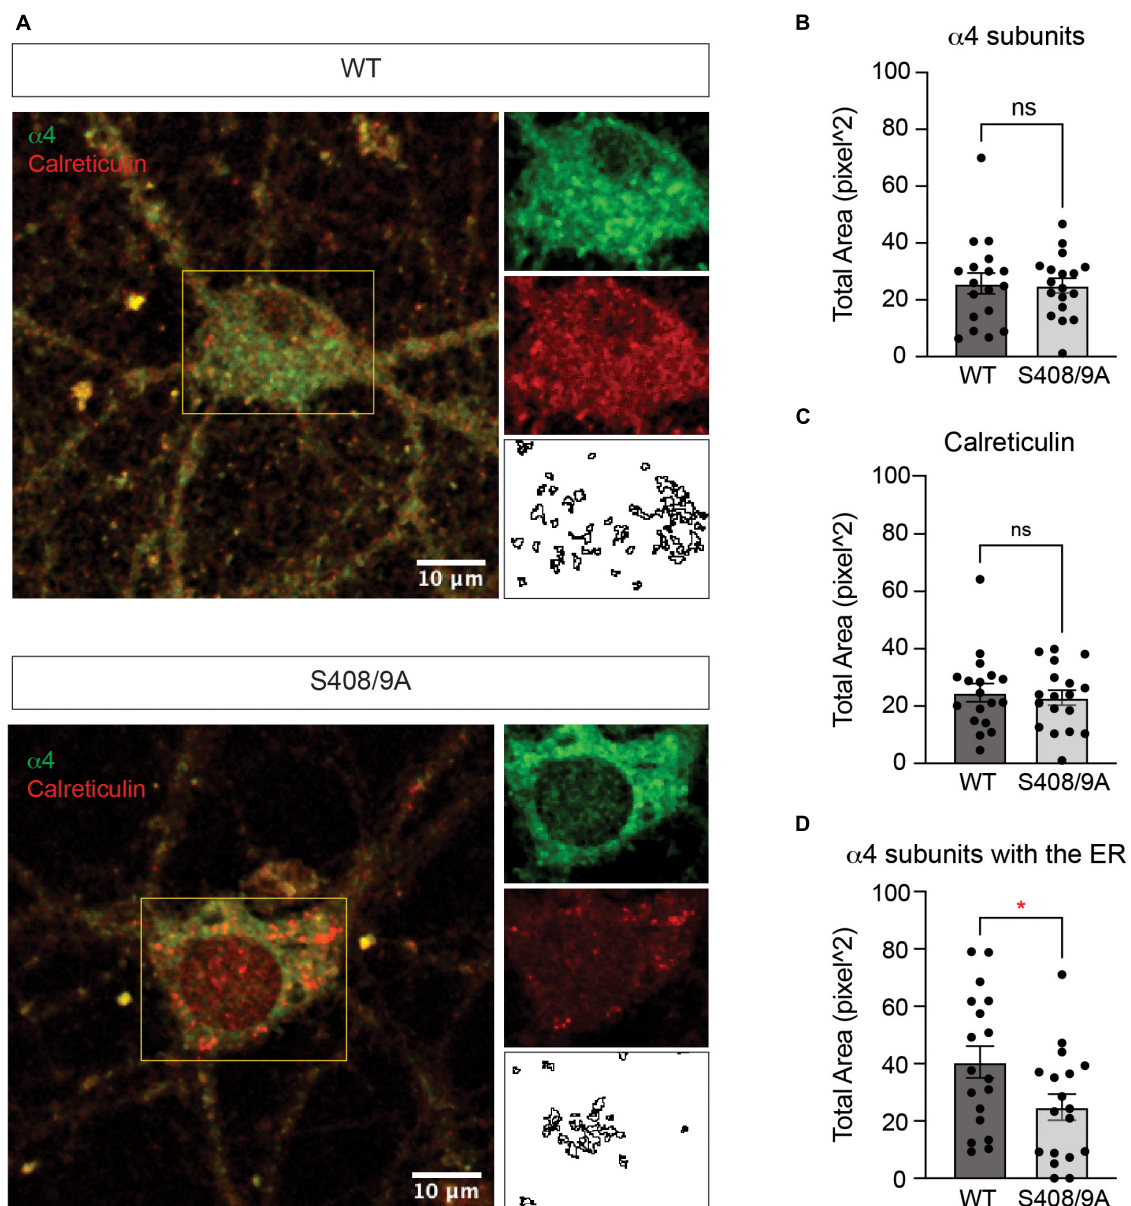 A
WT
α4
Calreticulin
10 µm
S408/9A
α4
Calreticulin
10 µm
B
α4 subunits
Total Area (pixel^2)
100
80
60
40
20
0
ns
WT S408/9A
C
Calreticulin
Total Area (pixel^2)
100
80
60
40
20
0
ns
WT S408/9A
D
α4 subunits with the ER
Total Area (pixel^2)
100
80
60
40
20
0
*
WT S408/9A